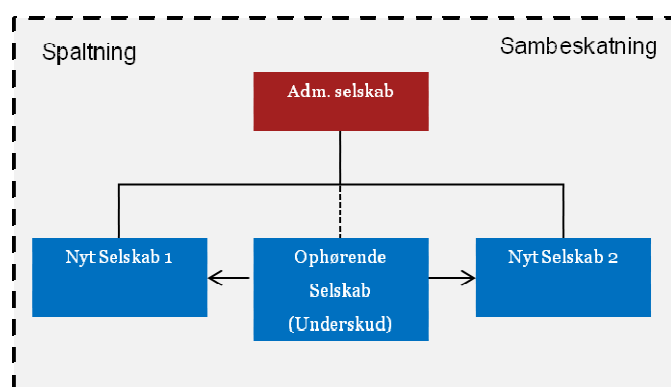 Spaltning
Sambeskatning
Adm. selskab
Nyt Selskab 1
Ophørende
Selskab
(Underskud)
Nyt Selskab 2